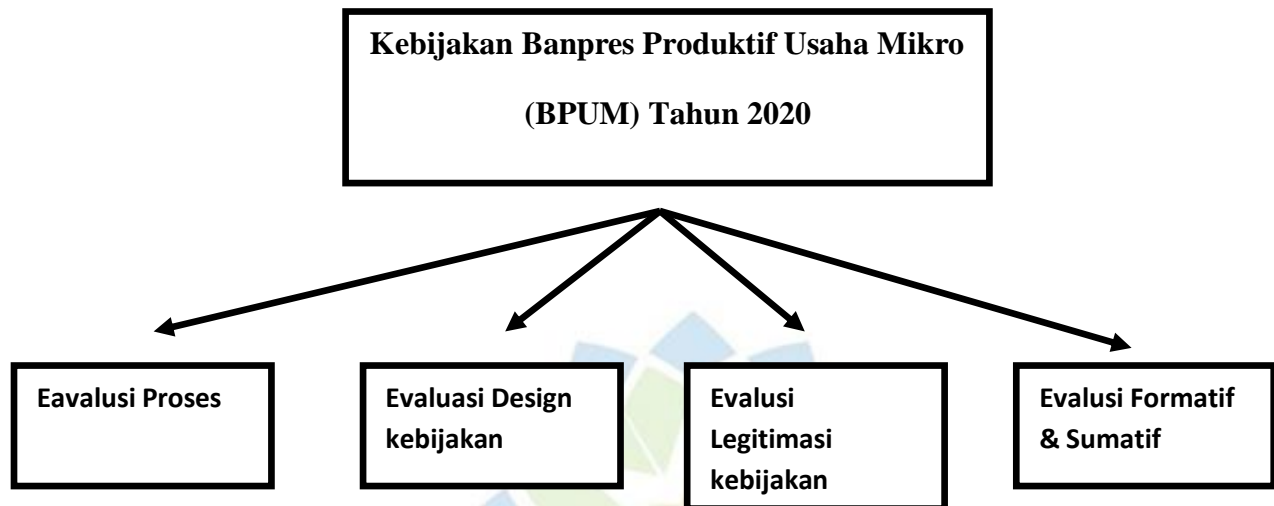 Kebijakan Banpres Produktif Usaha Mikro
(BPUM) Tahun 2020
Eavalusi Proses
Evaluasi Design
kebijakan
Evalusi
Legitimasi
kebijakan
Evalusi Formatif
& Sumatif